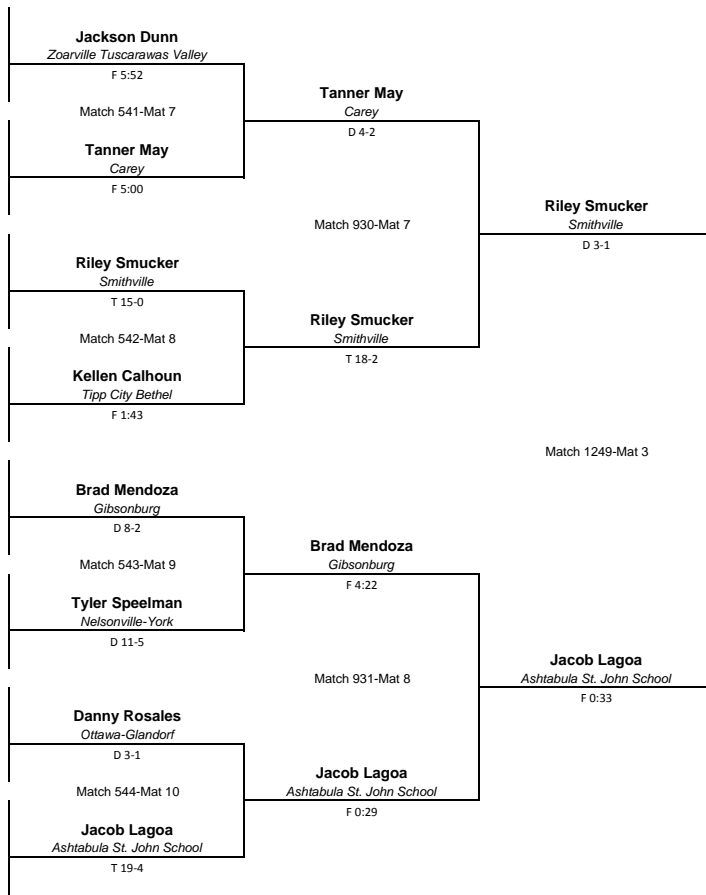 Jackson Dunn
Zoarville Tuscarawas Valley
F 5:52
Match 541-Mat 7
Tanner May
Carey
F 5:00
Riley Smucker
Smithville
T 15-0
Match 542-Mat 8
Kellen Calhoun
Tipp City Bethel
F 1:43
Brad Mendoza
Gibsonburg
D 8-2
Match 543-Mat 9
Tyler Speelman
Nelsonville-York
D 11-5
Danny Rosales
Ottawa-Glandorf
D 3-1
Match 544-Mat 10
Jacob Lagoa
Ashtabula St. John School
T 19-4
Tanner May
Carey
D 4-2
Match 930-Mat 7
Riley Smucker
Smithville
T 18-2
Brad Mendoza
Gibsonburg
F 4:22
Match 931-Mat 8
Jacob Lagoa
Ashtabula St. John School
F 0:29
Riley Smucker
Smithville
D 3-1
Match 1249-Mat 3
Jacob Lagoa
Ashtabula St. John School
F 0:33